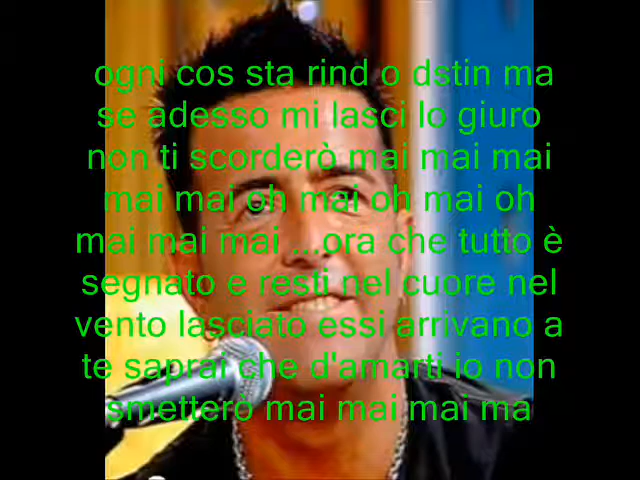 ogni cos sta rind o dstin ma
se adesso mi lasci lo giuro
non ti scorderò mai mai mai
mai mai oh mai oh mai oh
mai mai mai ...ora che tutto è
segnato e resti nel cuore nel
vento lasciato essi arrivano a
te saprai che d'amarti io non
smetterò mai mai mai ma